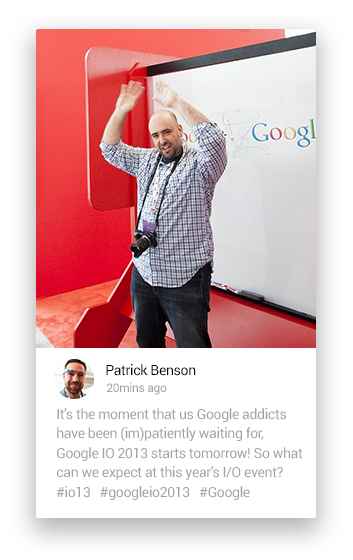 Googl
Patrick Benson
20mins ago
It's the moment that us Google addicts
have been (im)patiently waiting for,
Google IO 2013 starts tomorrow! So what
can we expect at this year's I/O event?
#io13 #googleio2013 #Google